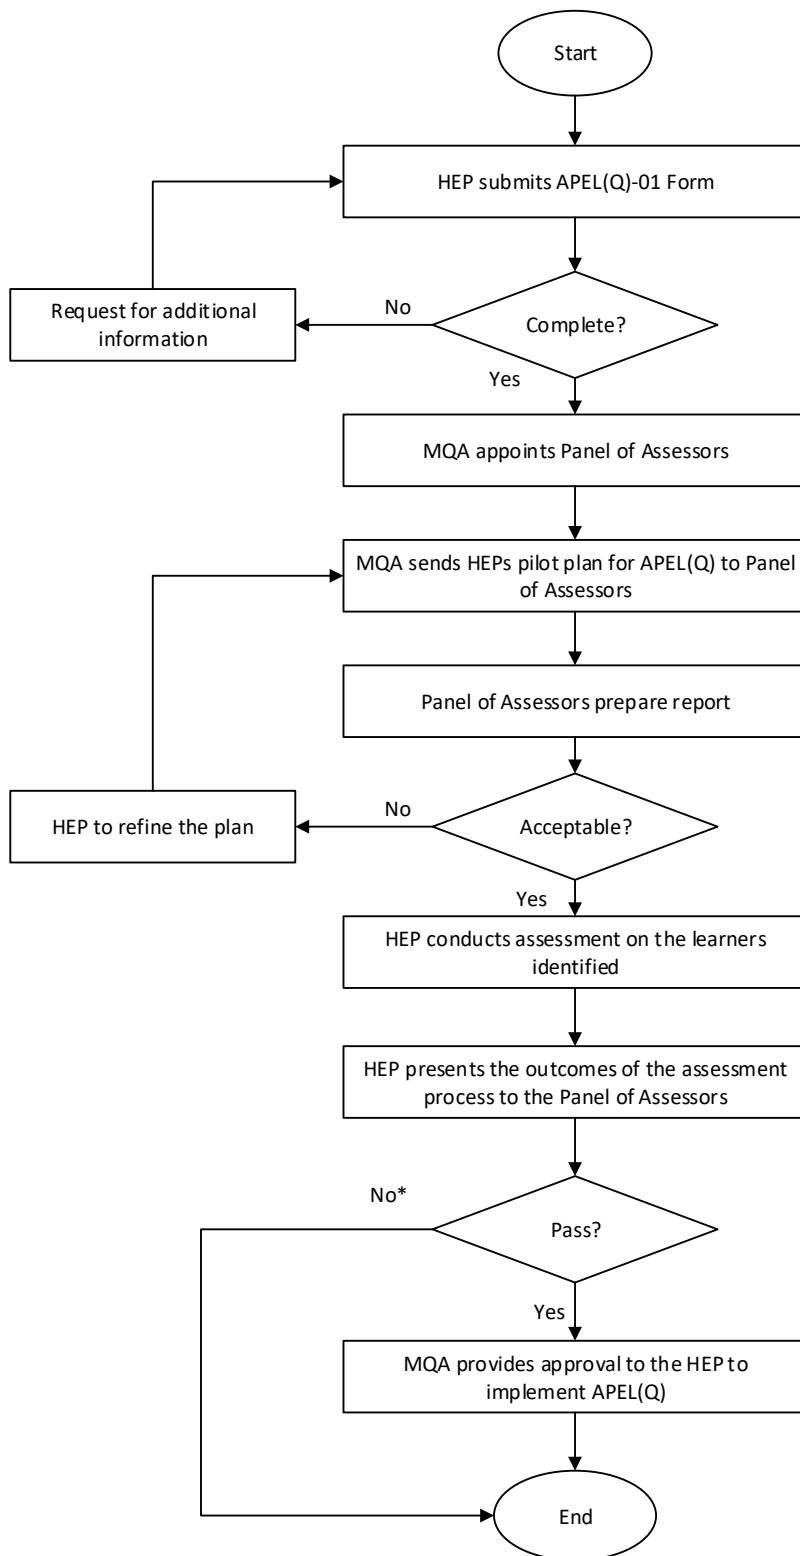 Start
HEP submits APEL(Q)-01 Form
Request for additional
information
No
Complete?
Yes
MQA appoints Panel of Assessors
MQA sends HEPs pilot plan for APEL(Q) to Panel
of Assessors
Panel of Assessors prepare report
HEP to refine the plan
No
Acceptable?
Yes
HEP conducts assessment on the learners
identified
HEP presents the outcomes of the assessment
process to the Panel of Assessors
No*
Pass?
Yes
MQA provides approval to the HEP to
implement APEL(Q)
End